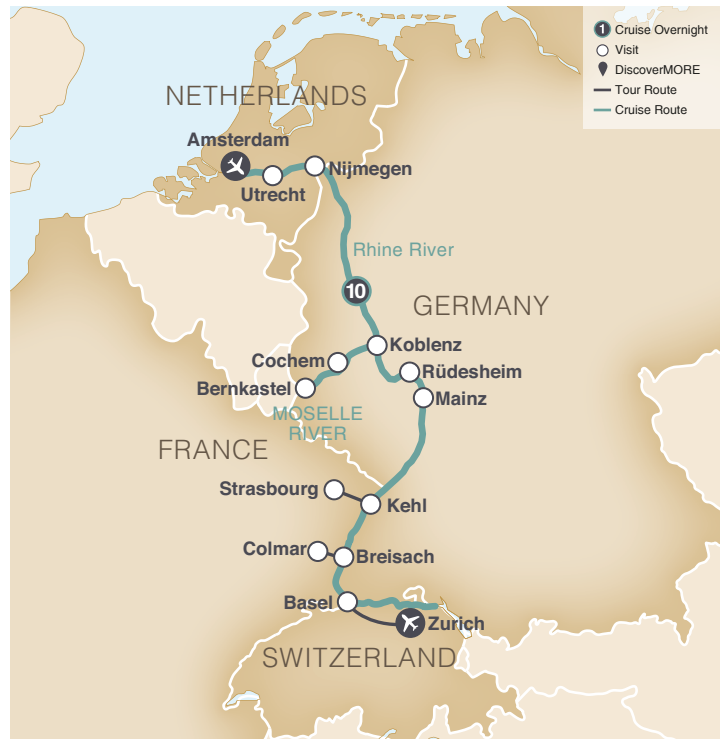 1 Cruise Overnight
Visit
DiscoverMORE
Tour Route
Cruise Route
NETHERLANDS
Amsterdam
Nijmegen
Utrecht
Rhine River
10
GERMANY
Koblenz
Cochem
Rüdesheim
Bernkastel
Mainz
MOSELLE
RIVER
FRANCE
Strasbourg
Kehl
Colmar
Breisach
Basel
Zurich
SWITZERLAND